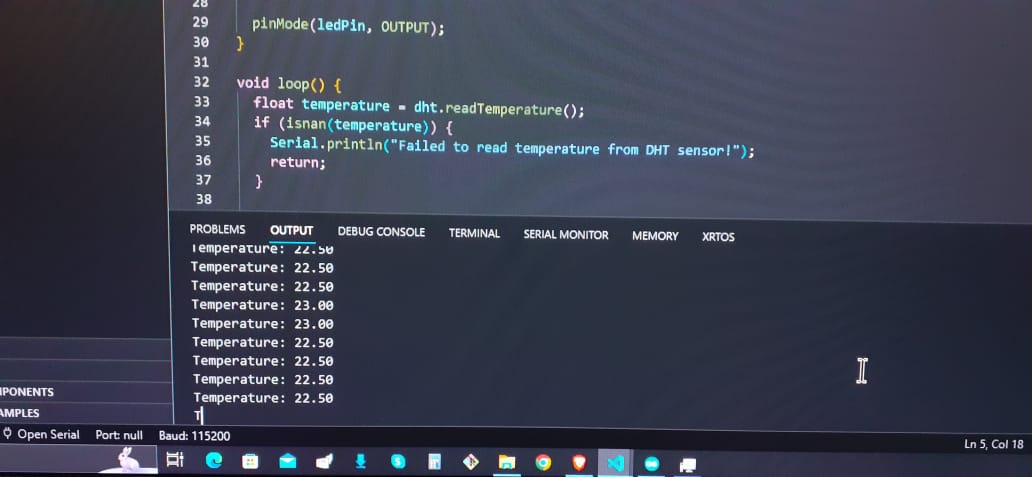 28
29 pinMode(ledPin, OUTPUT);
30 }
31
32 void loop() {
33 float temperature = dht.readTemperature();
34 if (isnan(temperature)) {
35 Serial.println("Failed to read temperature from DHT sensor!");
36 return;
37 }
38
PROBLEMS OUTPUT DEBUG CONSOLE TERMINAL SERIAL MONITOR MEMORY XRTOS
Temperature: 22.50
Temperature: 22.50
Temperature: 22.50
Temperature: 23.00
Temperature: 23.00
Temperature: 22.50
Temperature: 22.50
Temperature: 22.50
Temperature: 22.50
T
IPONENTS
AMPLES
Open Serial Port: null Baud: 115200 Ln 5, Col 18